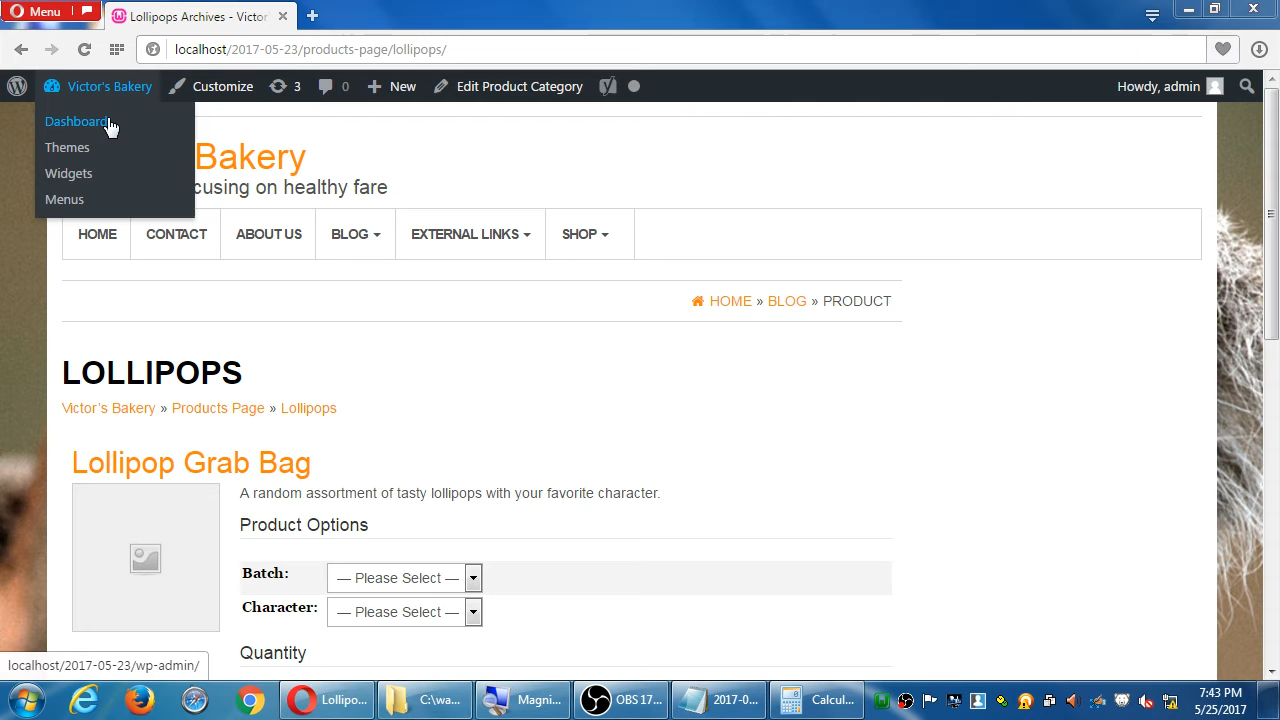 Menu
Lollipops Archives - Victor'
localhost/2017-05-23/products-page/lollipops/
Victor's Bakery Customize 3 0 New Edit Product Category Howdy, admin
Dashboard
Themes
Widgets
Menus
Bakery
cusing on healthy fare
HOME CONTACT ABOUT US BLOG EXTERNAL LINKS SHOP
HOME » BLOG » PRODUCT
LOLLIPOPS
Victor's Bakery » Products Page » Lollipops
Lollipop Grab Bag
A random assortment of tasty lollipops with your favorite character.
Product Options
Batch: — Please Select —
Character: — Please Select —
Quantity
localhost/2017-05-23/wp-admin/
Lollipo... C:\wa... Magni... OBS 17... 2017-0... Calcul...
7:43 PM
5/25/2017